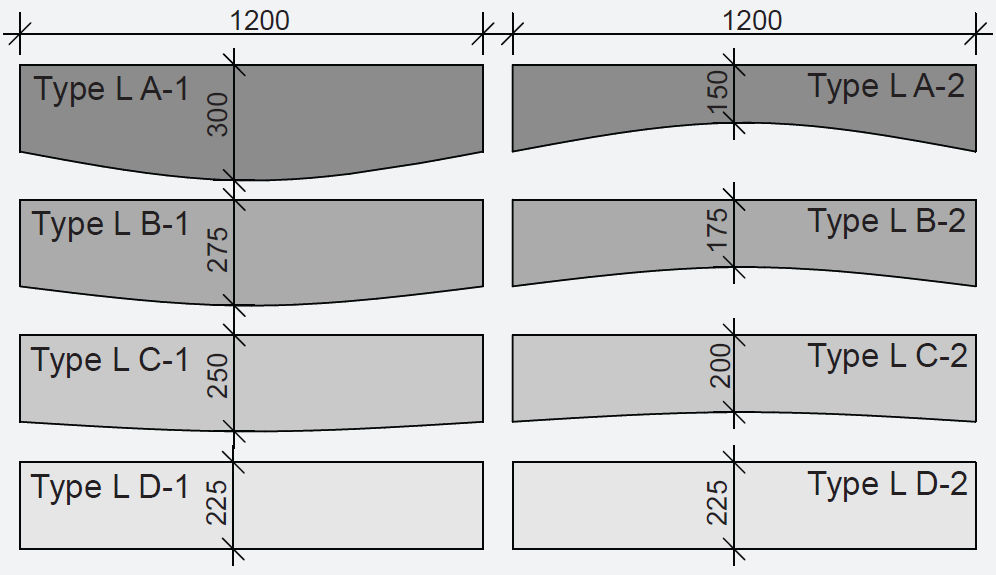 1200
1200
Type L A-1
300
150
Type L A-2
Type L B-1
275
175
Type L B-2
Type L C-1
250
200
Type L C-2
Type L D-1
225
225
Type L D-2